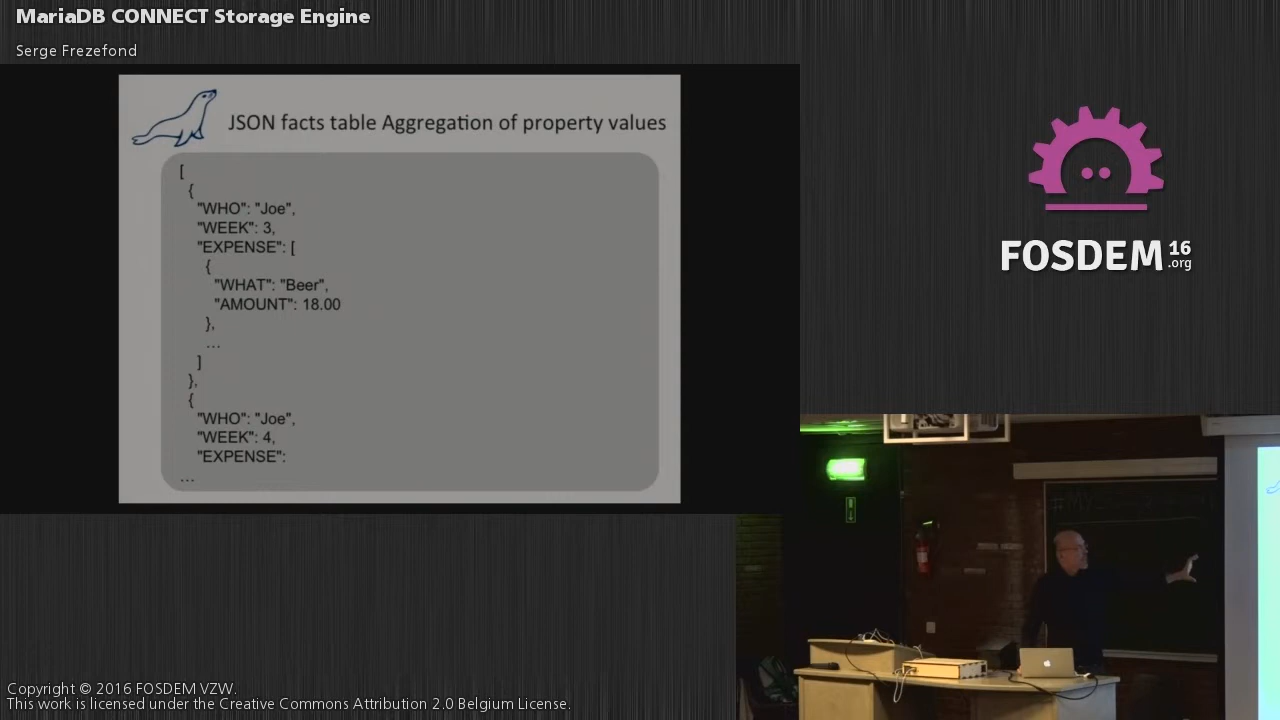 MariaDB CONNECT Storage Engine
Serge Frezefond
JSON facts table Aggregation of property values
[
{
"WHO": "Joe",
"WEEK": 3,
"EXPENSE": [
{
"WHAT": "Beer",
"AMOUNT": 18.00
},
...
]
},
{
"WHO": "Joe",
"WEEK": 4,
"EXPENSE":
...
FOSDEM 16 .org
Copyright © 2016 FOSDEM VZW.
This work is licensed under the Creative Commons Attribution 2.0 Belgium License.